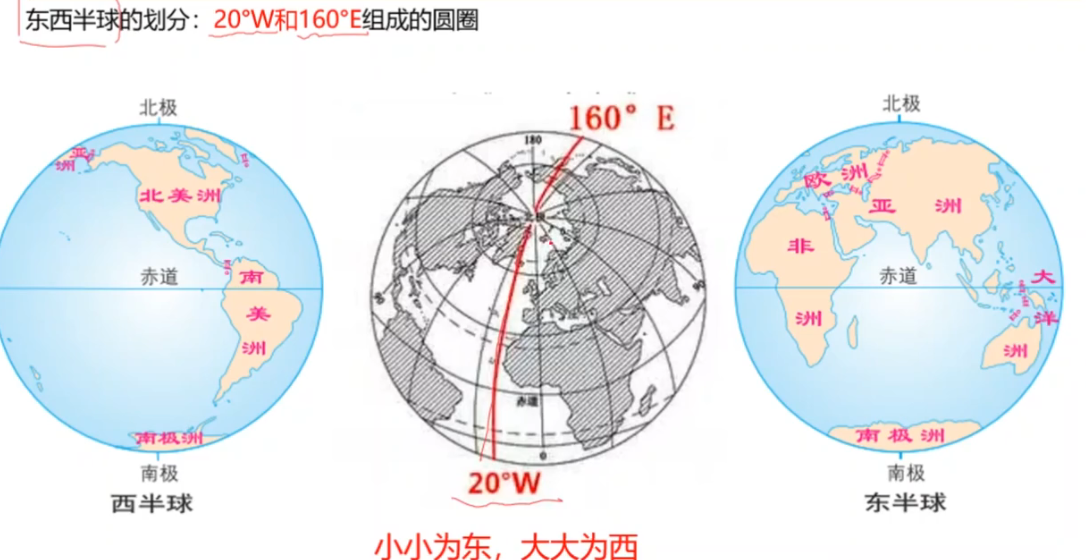 东西半球的划分：20°W和160°E组成的圆圈
160° E
北极
180
北极
亚
洲
北美洲
欧洲
亚洲
非
洲
赤道
南
美
洲
赤道
大
洋
洲
赤道
0
南极洲
南极洲
南极
20°W
南极
西半球
东半球
小小为东，大大为西